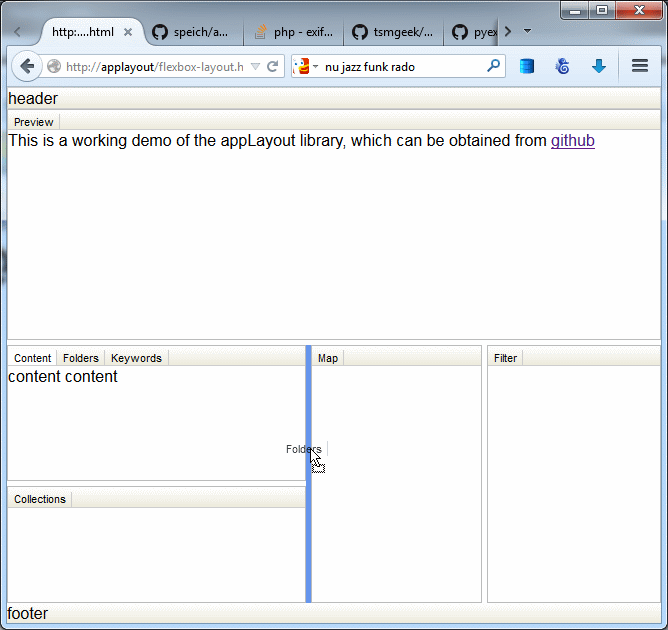 http:....html speich/a... php - exif... tsmgeek/... pyex
http://applayout/flexbox-layout.h nu jazz funk rado
header
Preview
This is a working demo of the appLayout library, which can be obtained from github
Content Folders Keywords Map Filter
content content
Folders
Collections
footer